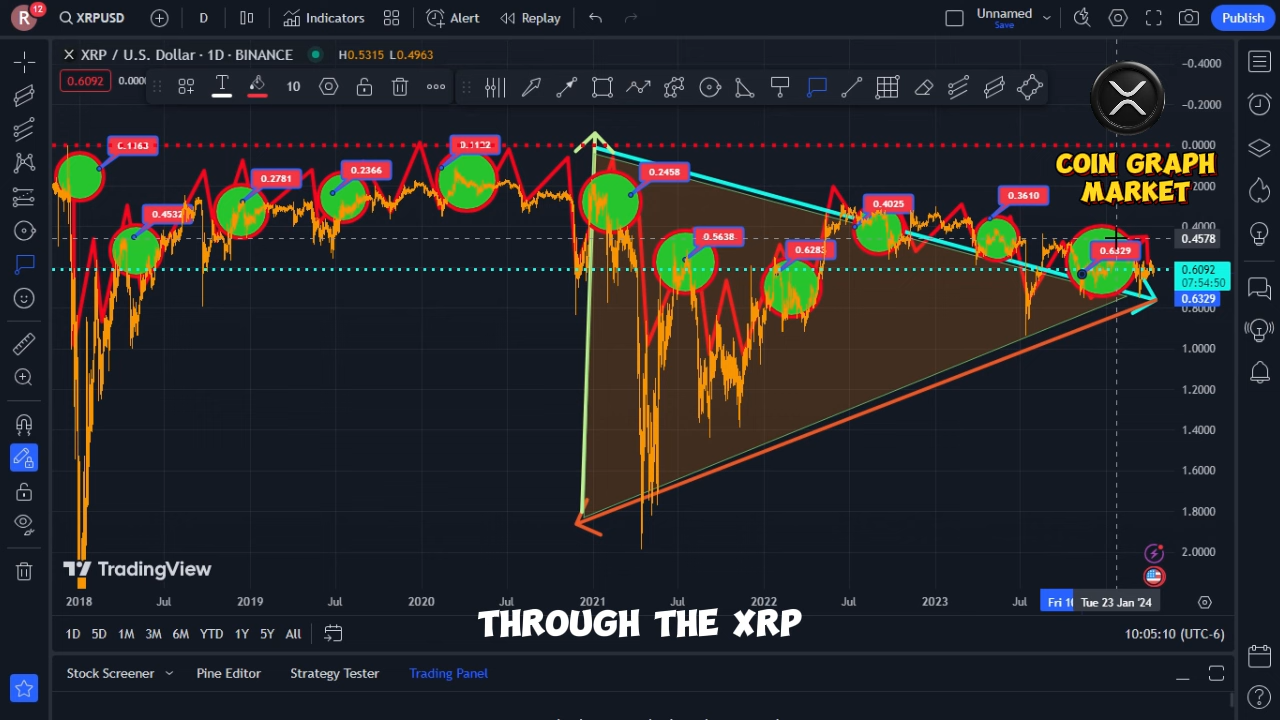 R
12
XRPUSD
D
Indicators
Alert
Replay
Unnamed
Save
Publish
XRP / U.S. Dollar · 1D · BINANCE
H0.5315 L0.4963
0.6092
10
T
COIN GRAPH
MARKET
0.4532
0.2781
0.2366
0.2458
0.5638
0.6283
0.4025
0.3610
0.6329
−0.4000
−0.2000
0.0000
0.4000
0.4578
0.6092
07:54:50
0.6329
1.0000
1.2000
1.4000
1.6000
1.8000
2.0000
TradingView
2018
Jul
2019
Jul
2020
Jul
2021
Jul
2022
Jul
2023
Jul
Tue 23 Jan '24
THROUGH THE XRP
1D 5D 1M 3M 6M YTD 1Y 5Y All
10:05:10 (UTC-6)
Stock Screener
Pine Editor
Strategy Tester
Trading Panel